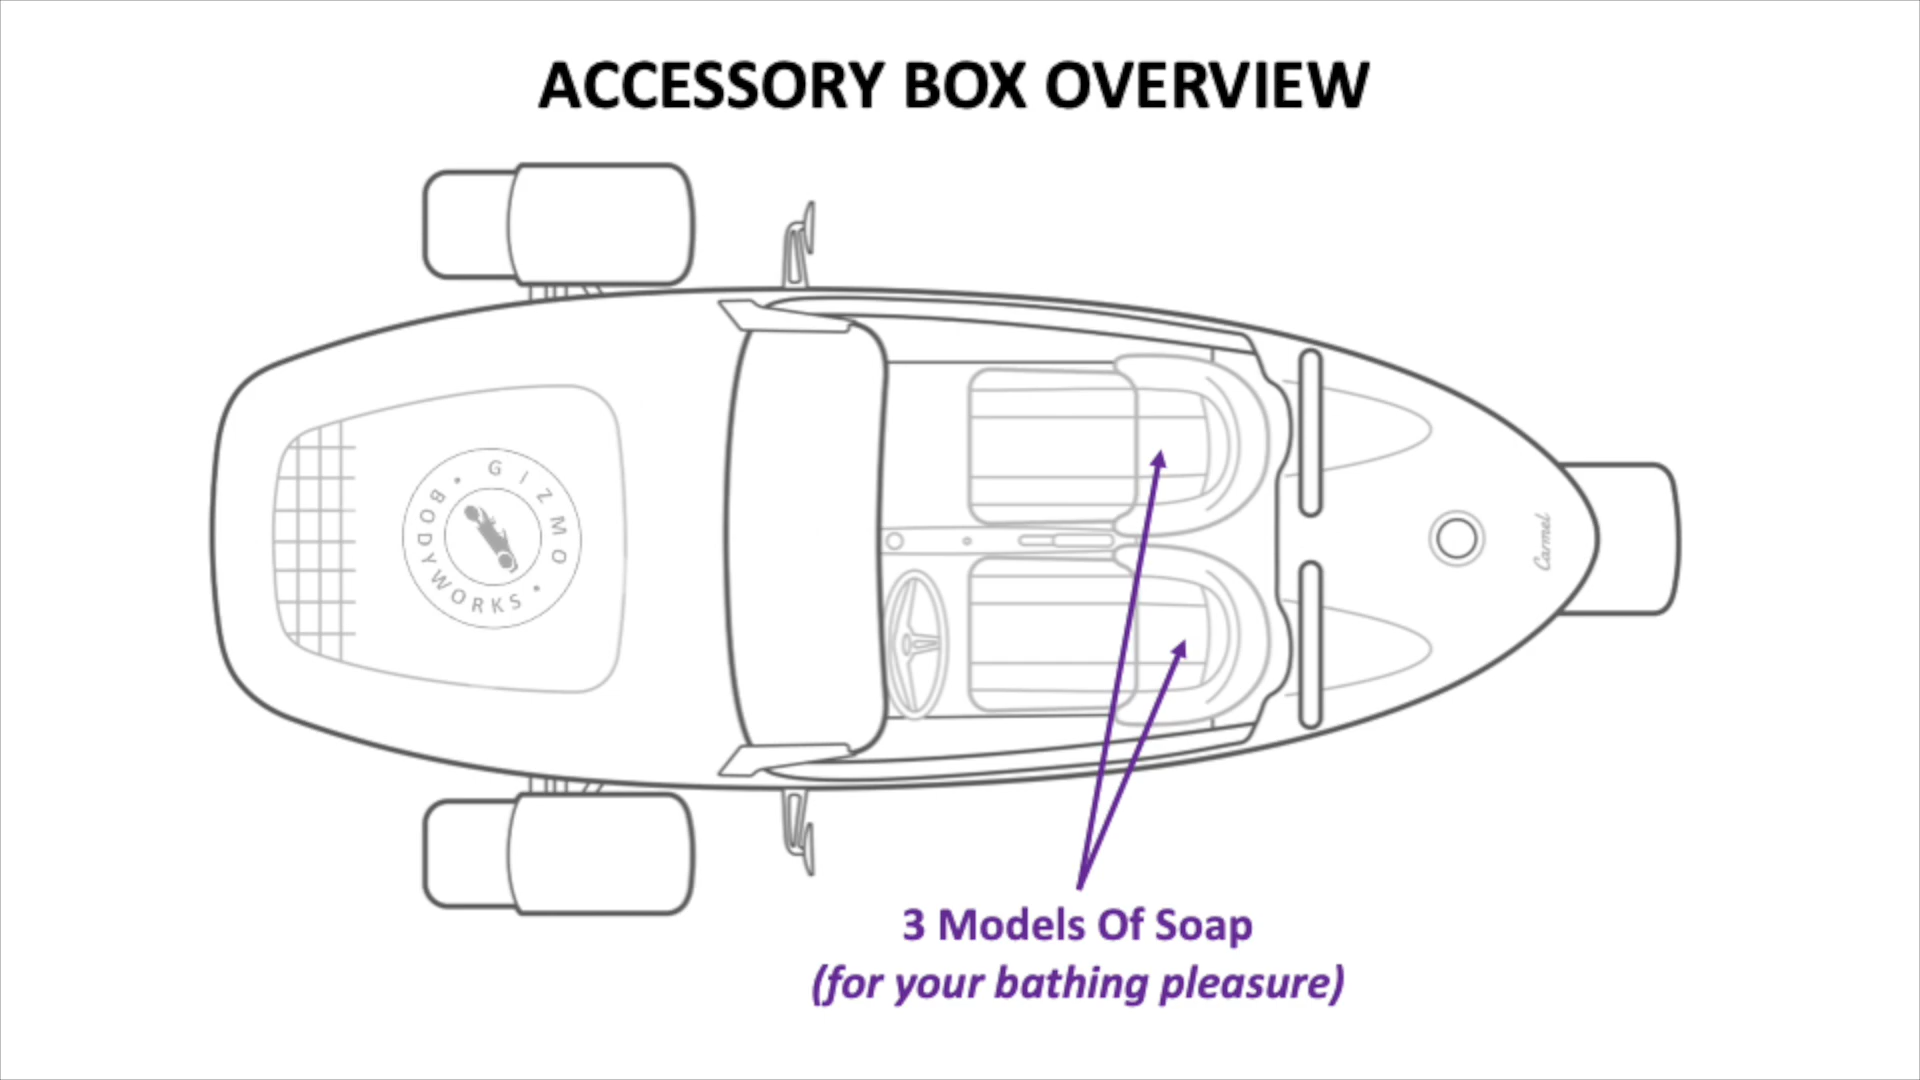 ACCESSORY BOX OVERVIEW
• GIZMO •
BODYWORKS
Carmel
3 Models Of Soap
(for your bathing pleasure)